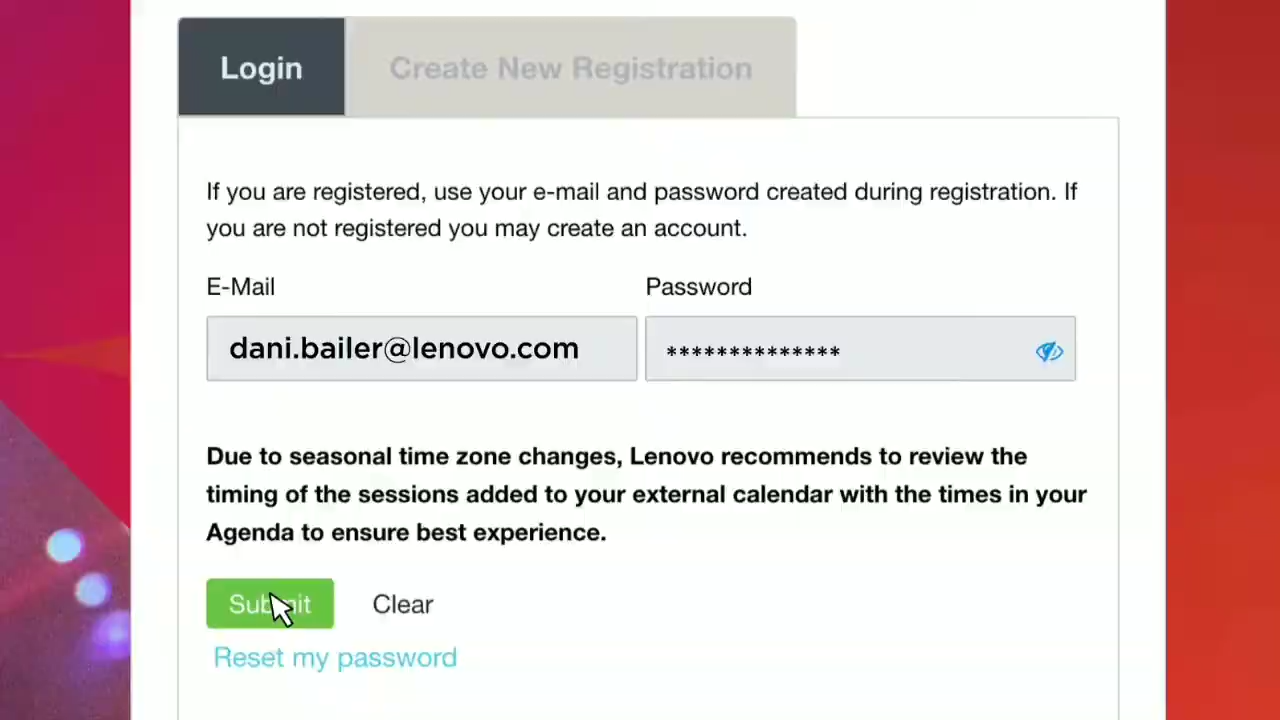 Login
Create New Registration
If you are registered, use your e-mail and password created during registration. If
you are not registered you may create an account.
E-Mail
Password
dani.bailer@lenovo.com
**************
Due to seasonal time zone changes, Lenovo recommends to review the
timing of the sessions added to your external calendar with the times in your
Agenda to ensure best experience.
Submit
Clear
Reset my password